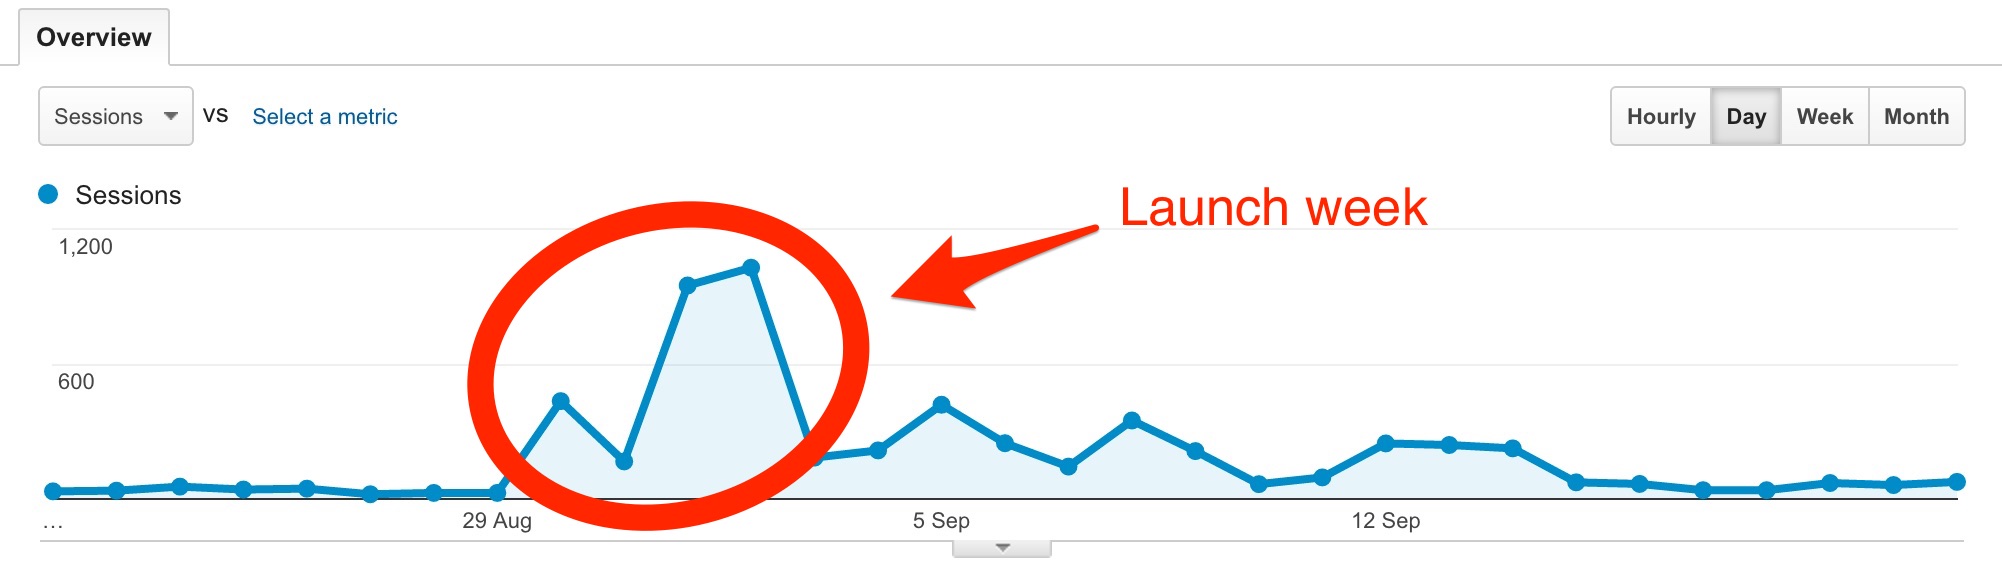 Overview
Sessions vs Select a metric
Hourly Day Week Month
Sessions
Launch week
1,200
600
... 29 Aug 5 Sep 12 Sep